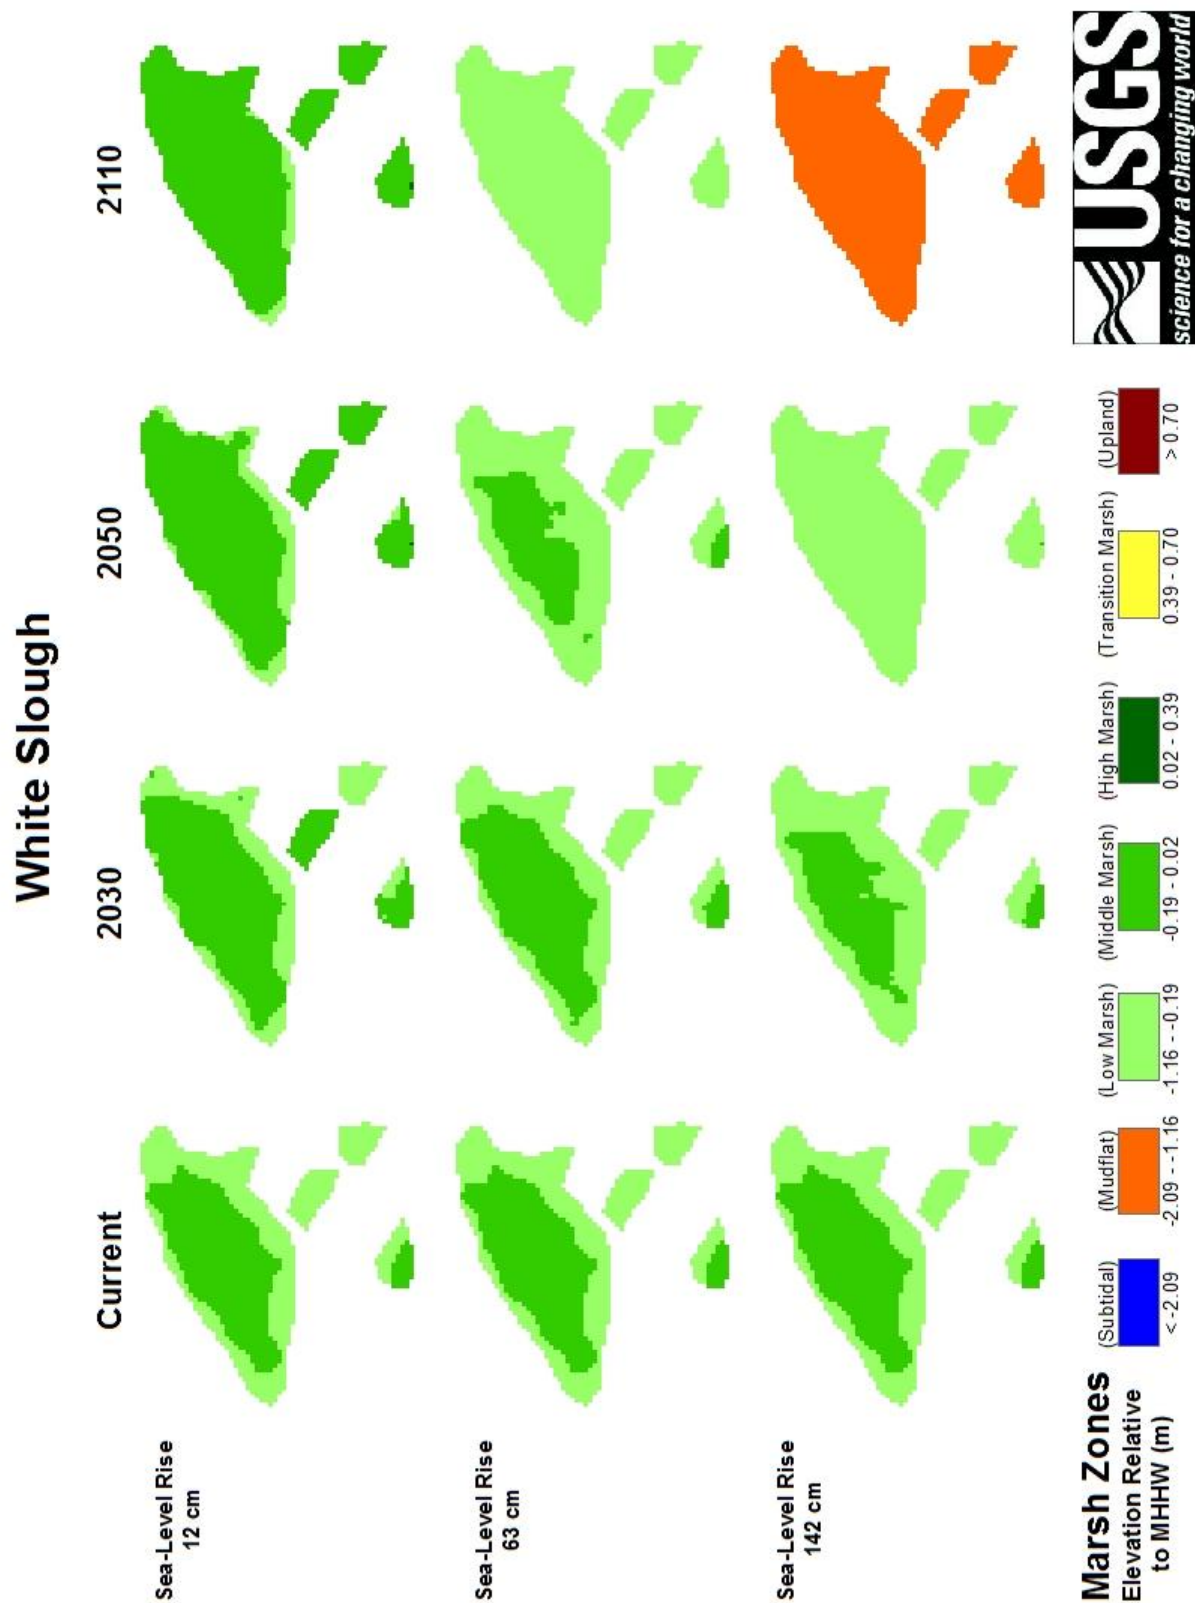 White Slough
Current
2030
2050
2110
Sea-Level Rise
12 cm
Sea-Level Rise
63 cm
Sea-Level Rise
142 cm
Marsh Zones
Elevation Relative
to MHHW (m)
(Subtidal)
< -2.09
(Mudflat)
-2.09 - -1.16
(Low Marsh)
-1.16 - -0.19
(Middle Marsh)
-0.19 - 0.02
(High Marsh)
0.02 - 0.39
(Transition Marsh)
0.39 - 0.70
(Upland)
> 0.70
USGS
science for a changing world